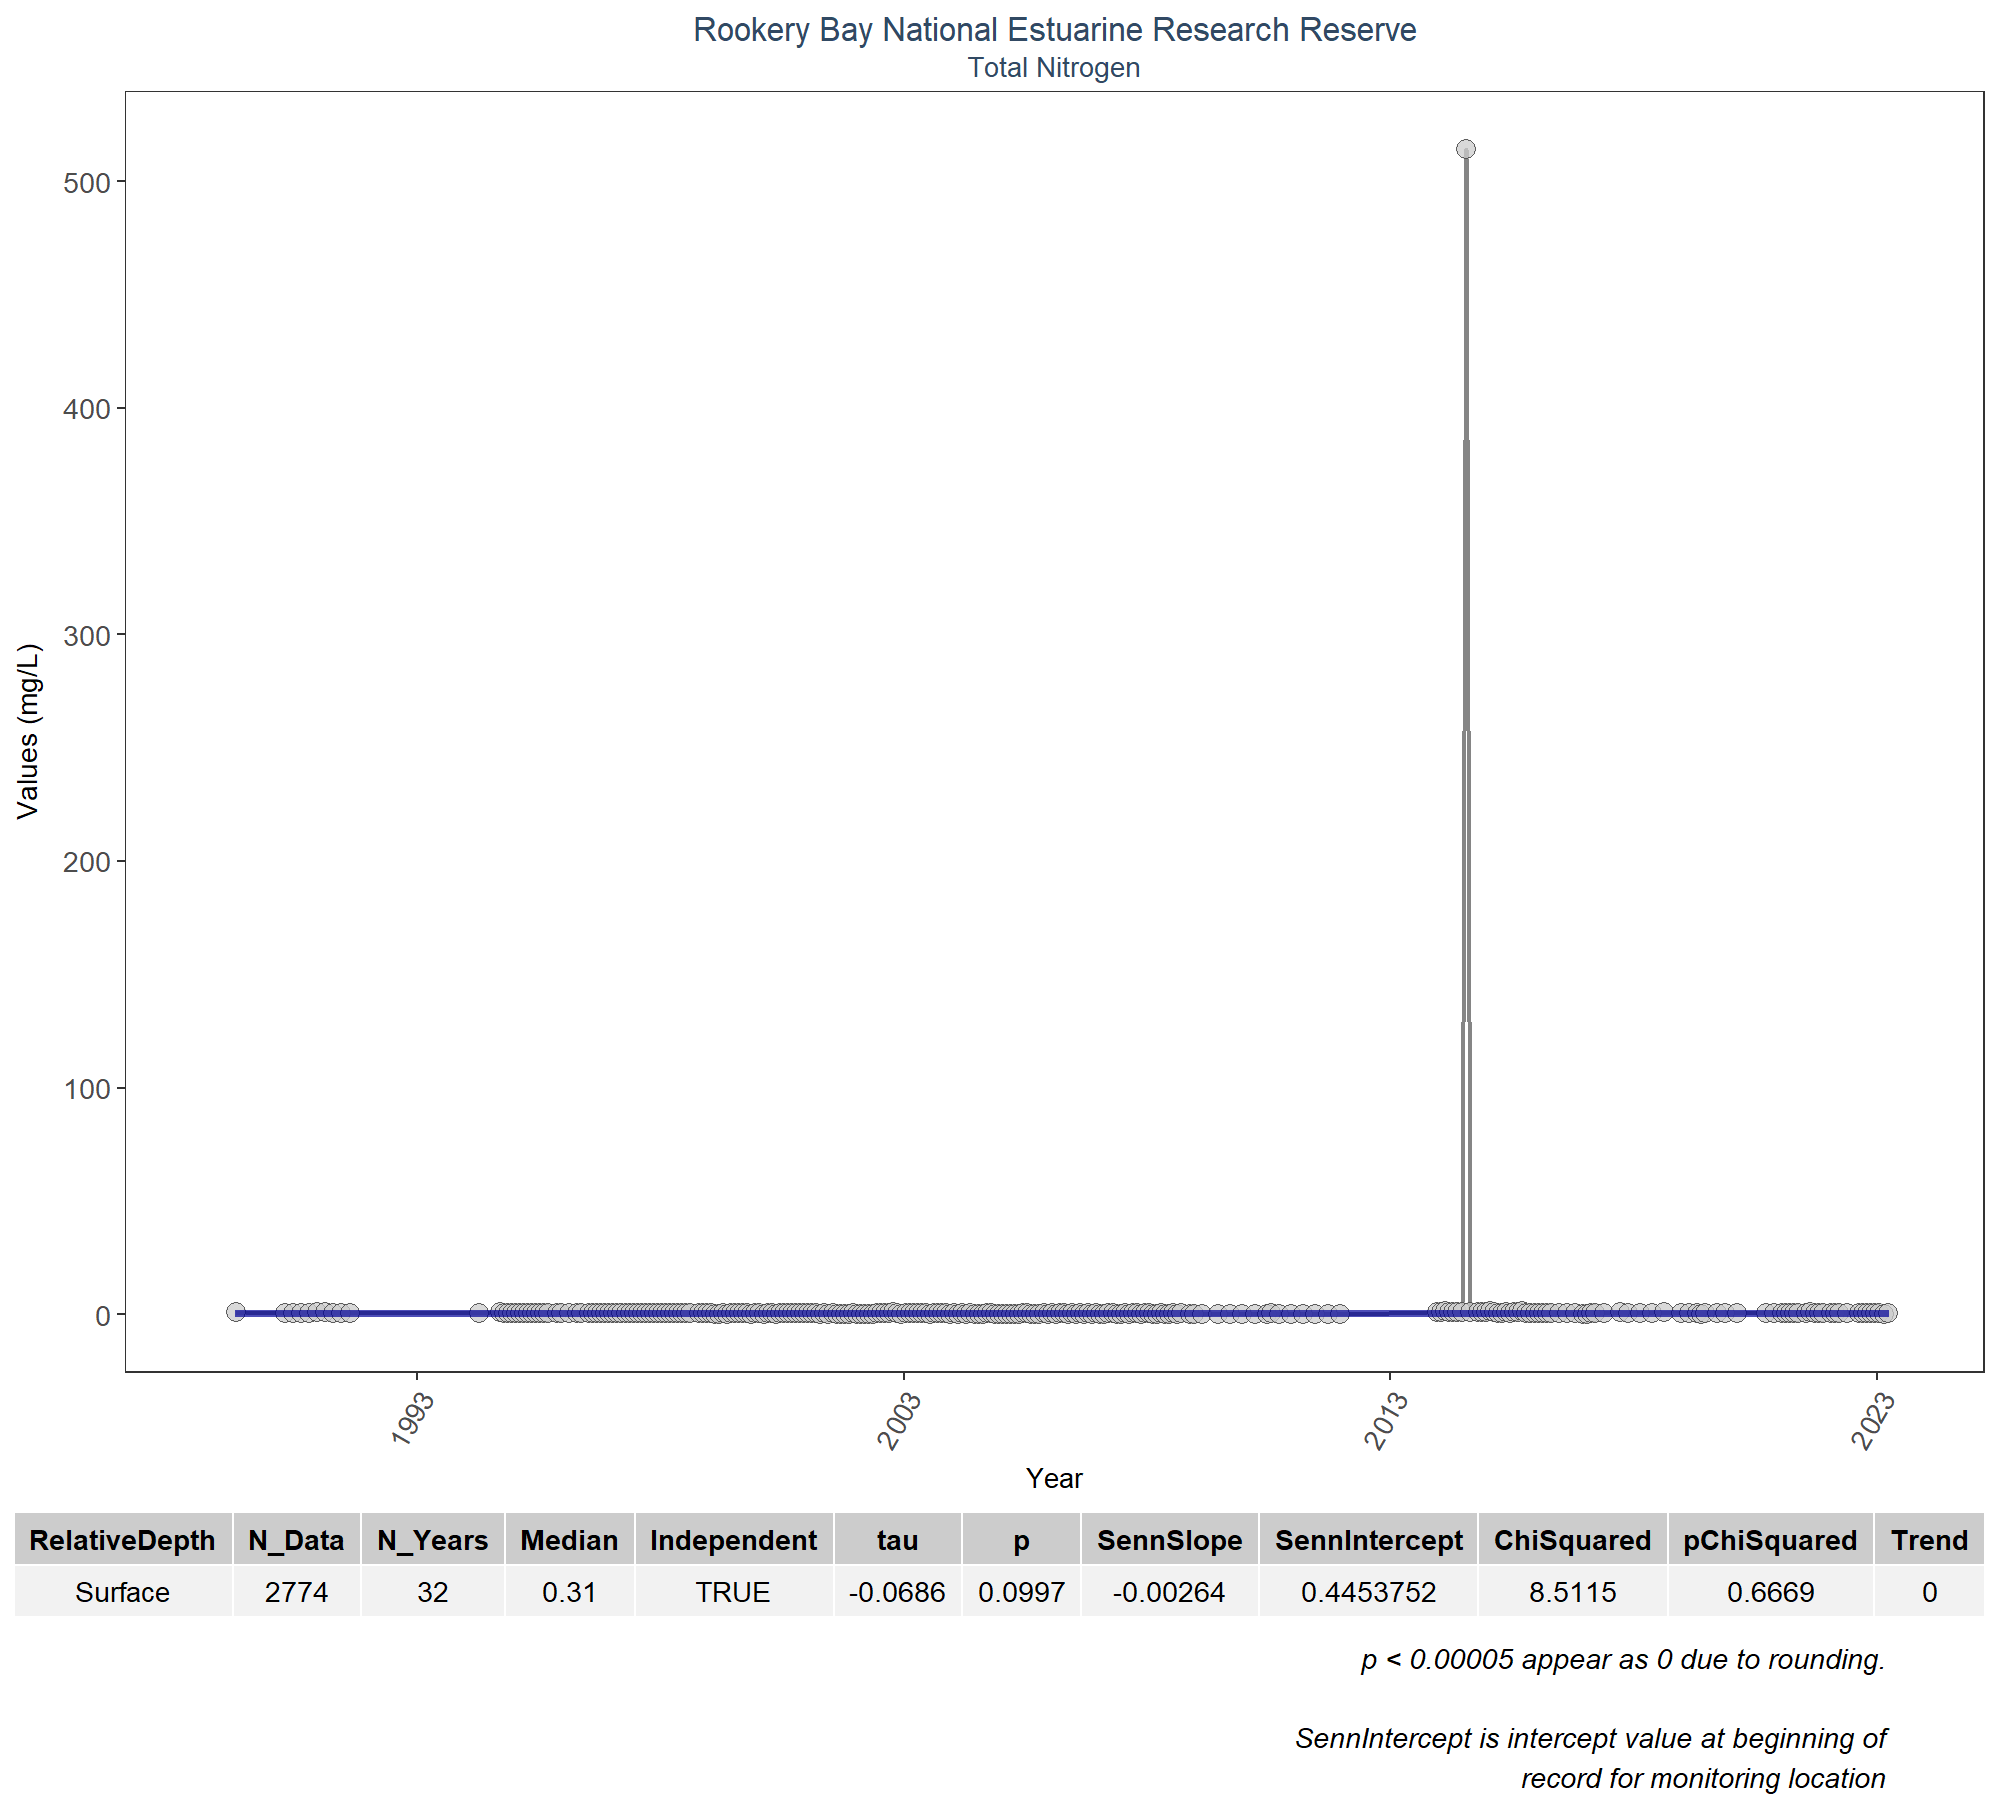 Rookery Bay National Estuarine Research Reserve
Total Nitrogen
Values (mg/L)
500
400
300
200
100
0
1993
2003
2013
2023
Year
RelativeDepth N_Data N_Years Median Independent tau p SennSlope SennIntercept ChiSquared pChiSquared Trend
Surface 2774 32 0.31 TRUE -0.0686 0.0997 -0.00264 0.4453752 8.5115 0.6669 0
p < 0.00005 appear as 0 due to rounding.
SennIntercept is intercept value at beginning of
record for monitoring location